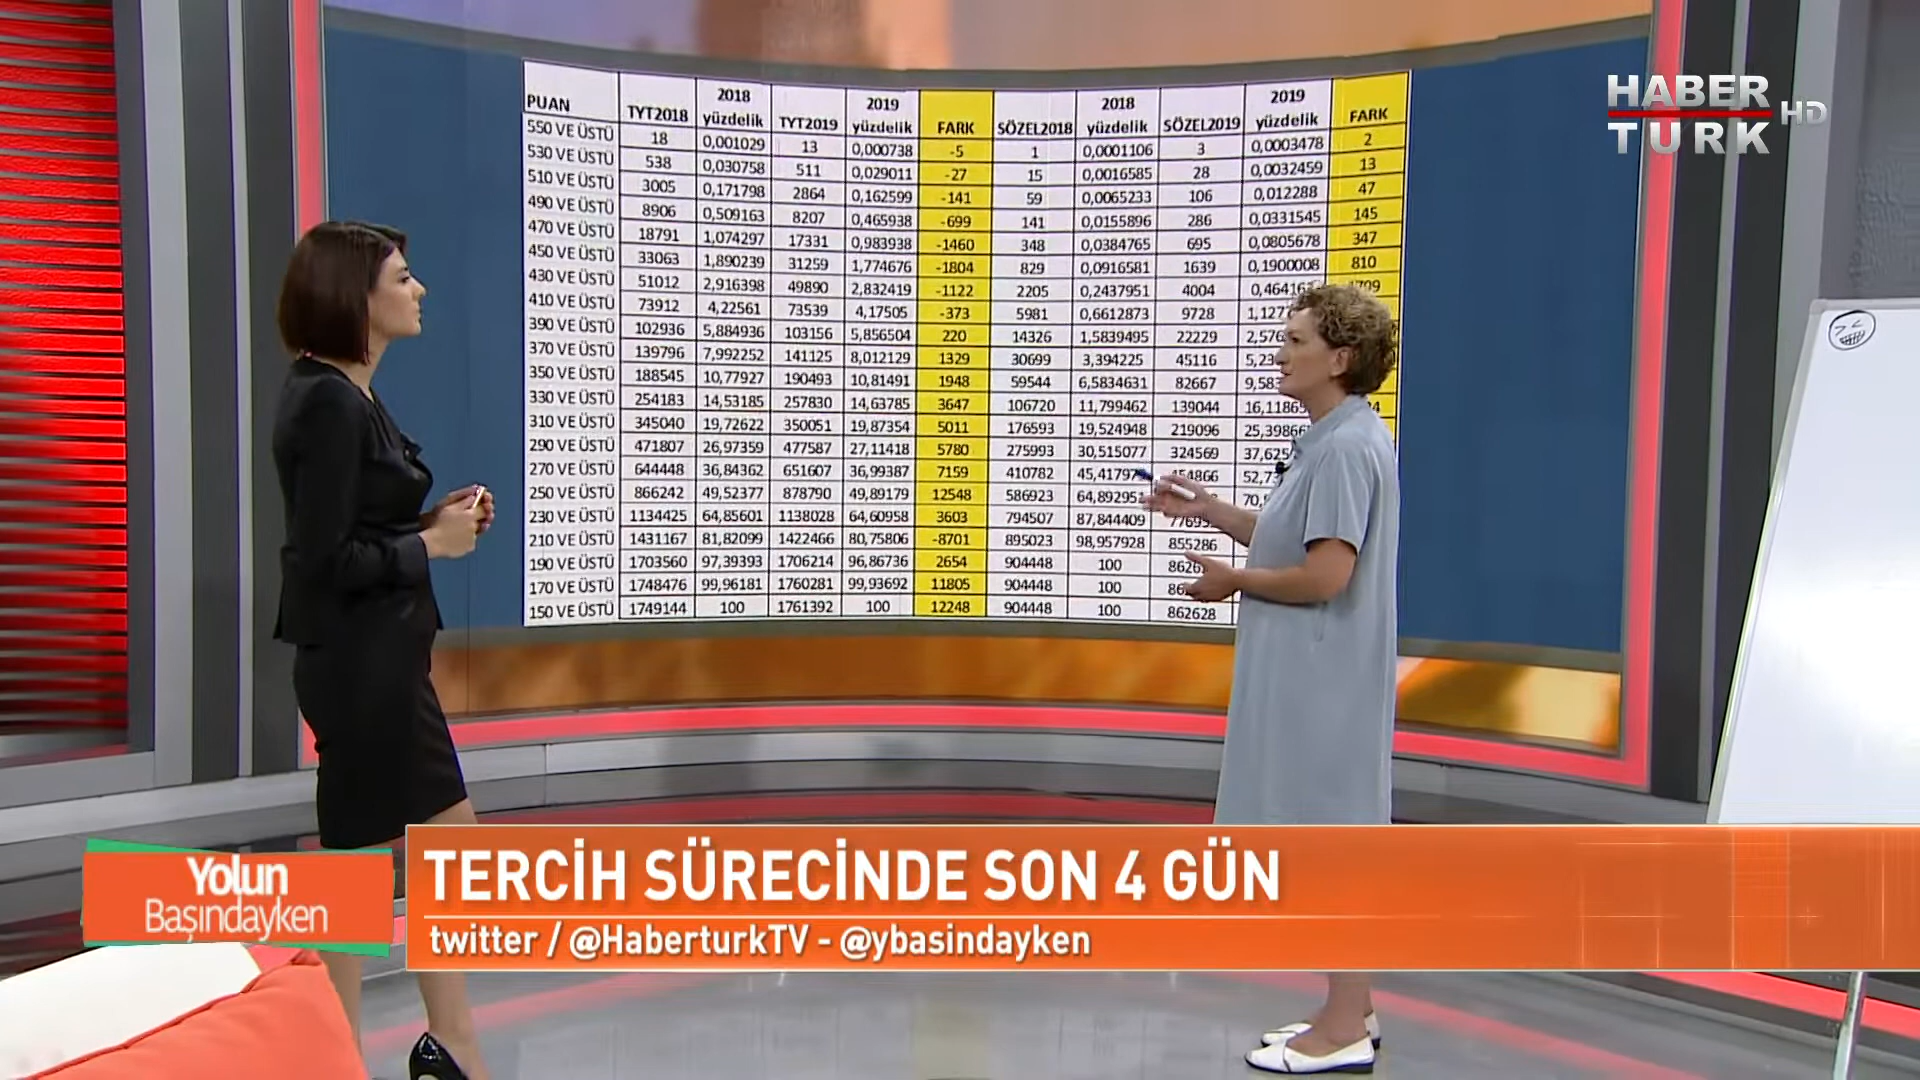 HABER
TÜRK HD
PUAN TYT2018 2018 yüzdelik TYT2019 2019 yüzdelik FARK SÖZEL2018 2018 yüzdelik SÖZEL2019 2019 yüzdelik FARK
550 VE ÜSTÜ 18 0,001029 13 0,000738 -5 1 0,0001106 3 0,0003478 2
530 VE ÜSTÜ 538 0,030758 511 0,029011 -27 15 0,0016585 28 0,0032459 13
510 VE ÜSTÜ 3005 0,171798 2864 0,162599 -141 59 0,0065233 106 0,012288 47
490 VE ÜSTÜ 8906 0,509163 8207 0,465938 -699 141 0,0155896 286 0,0331545 145
470 VE ÜSTÜ 18791 1,074297 17331 0,983938 -1460 348 0,0384765 695 0,0805678 347
450 VE ÜSTÜ 33063 1,890239 31259 1,774676 -1804 829 0,0916581 1639 0,1900008 810
430 VE ÜSTÜ 51012 2,916398 49890 2,832419 -1122 2205 0,2437951 4004
410 VE ÜSTÜ 73912 4,22561 73539 4,17505 -373 5981 0,6612873 9728
390 VE ÜSTÜ 102936 5,884936 103156 5,856504 220 14326 1,5839495 22229
370 VE ÜSTÜ 139796 7,992252 141125 8,012129 1329 30699 3,394225 45116
350 VE ÜSTÜ 188545 10,77927 190493 10,81491 1948 59544 6,5834631 82667
330 VE ÜSTÜ 254183 14,53185 257830 14,63785 3647 106720 11,799462 139044
310 VE ÜSTÜ 345040 19,72622 350051 19,87354 5011 176593 19,524948 219096
290 VE ÜSTÜ 471807 26,97359 477587 27,11418 5780 275993 30,515077 324569
270 VE ÜSTÜ 644448 36,84362 651607 36,99387 7159 410782
250 VE ÜSTÜ 866242 49,52377 878790 49,89179 12548 586923
230 VE ÜSTÜ 1134425 64,85601 1138028 64,60958 3603 794507 87,844409
210 VE ÜSTÜ 1431167 81,82099 1422466 80,75806 -8701 895023 98,957928 855286
190 VE ÜSTÜ 1703560 97,39393 1706214 96,86736 2654 904448 100
170 VE ÜSTÜ 1748476 99,96181 1760281 99,93692 11805 904448 100
150 VE ÜSTÜ 1749144 100 1761392 100 12248 904448 100 862628
Yolun
Başındayken
TERCİH SÜRECİNDE SON 4 GÜN
twitter / @HaberturkTV - @ybasindayken